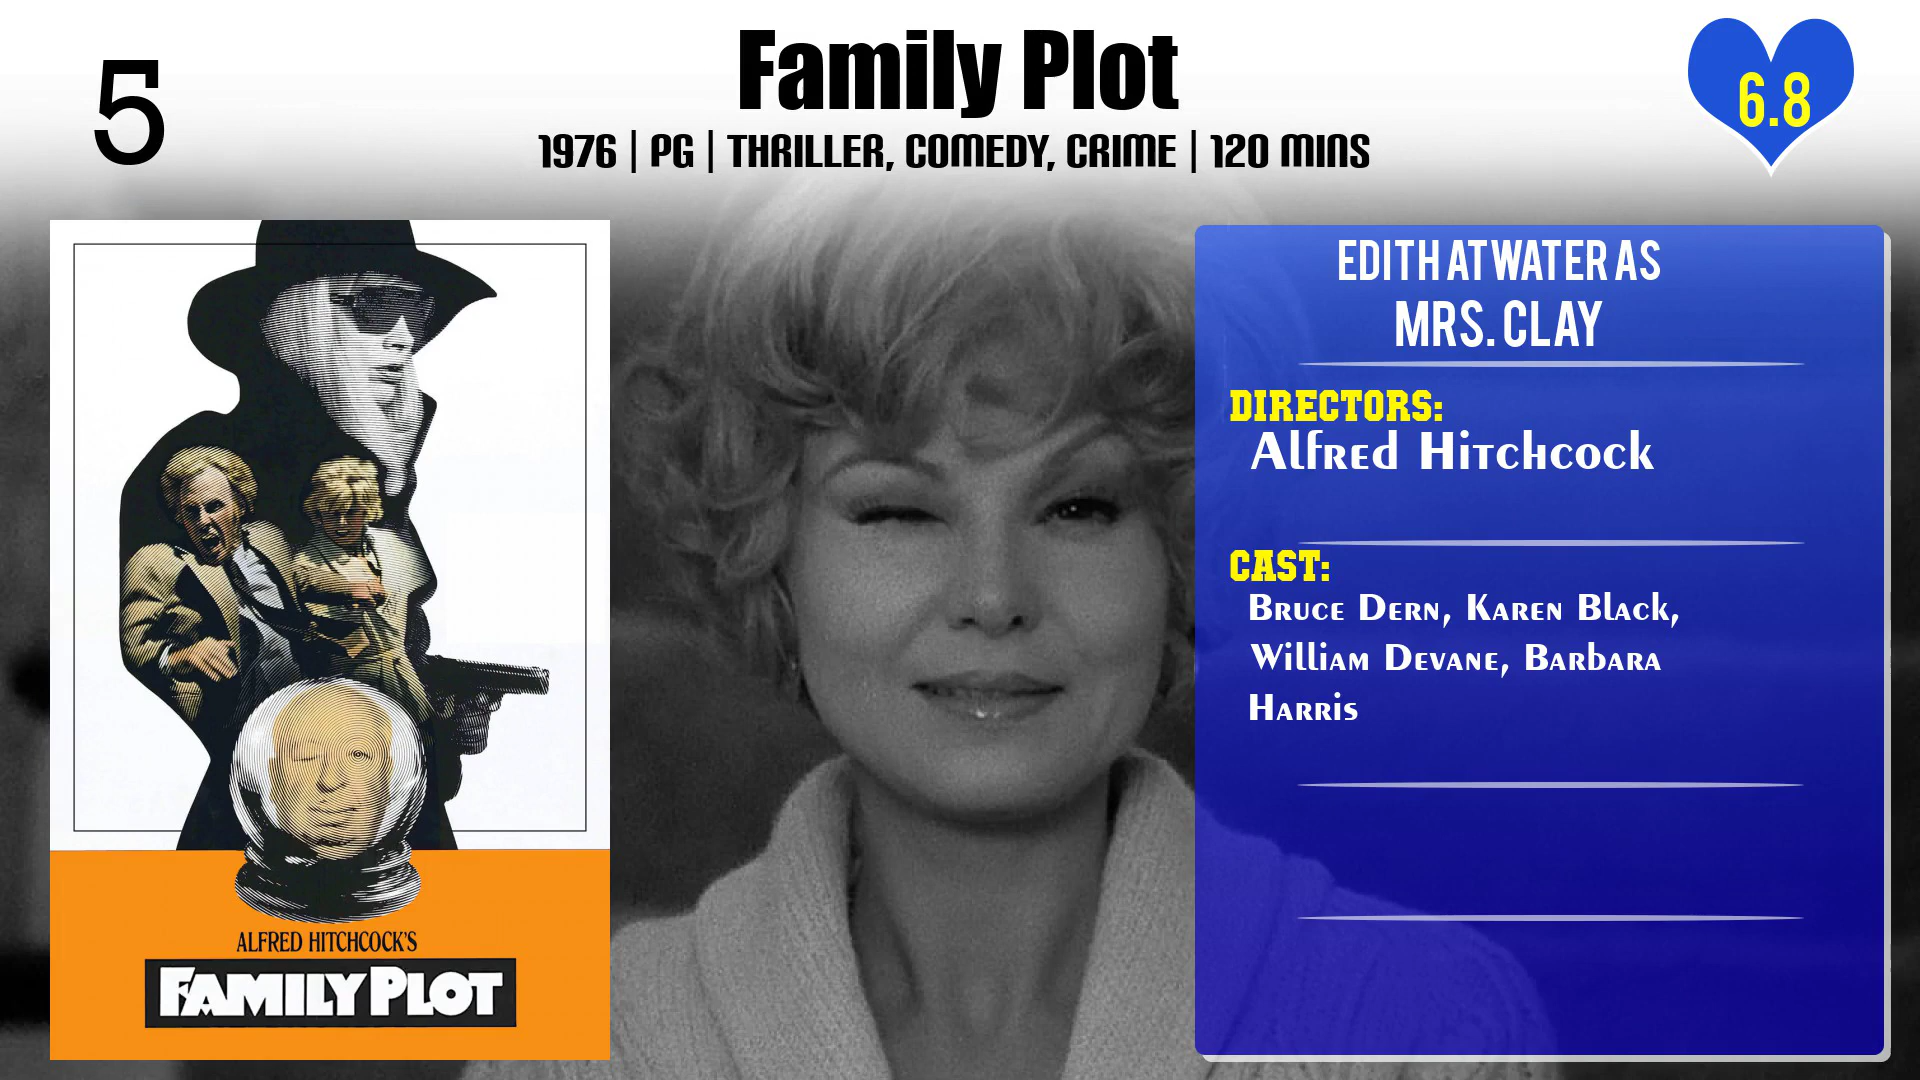 5
Family Plot
1976 | PG | THRILLER, COMEDY, CRIME | 120 MINS
6.8
ALFRED HITCHCOCK'S
FAMILY PLOT
EDITH ATWATER AS
MRS. CLAY
DIRECTORS:
Alfred Hitchcock
CAST:
Bruce Dern, Karen Black,
William Devane, Barbara
Harris